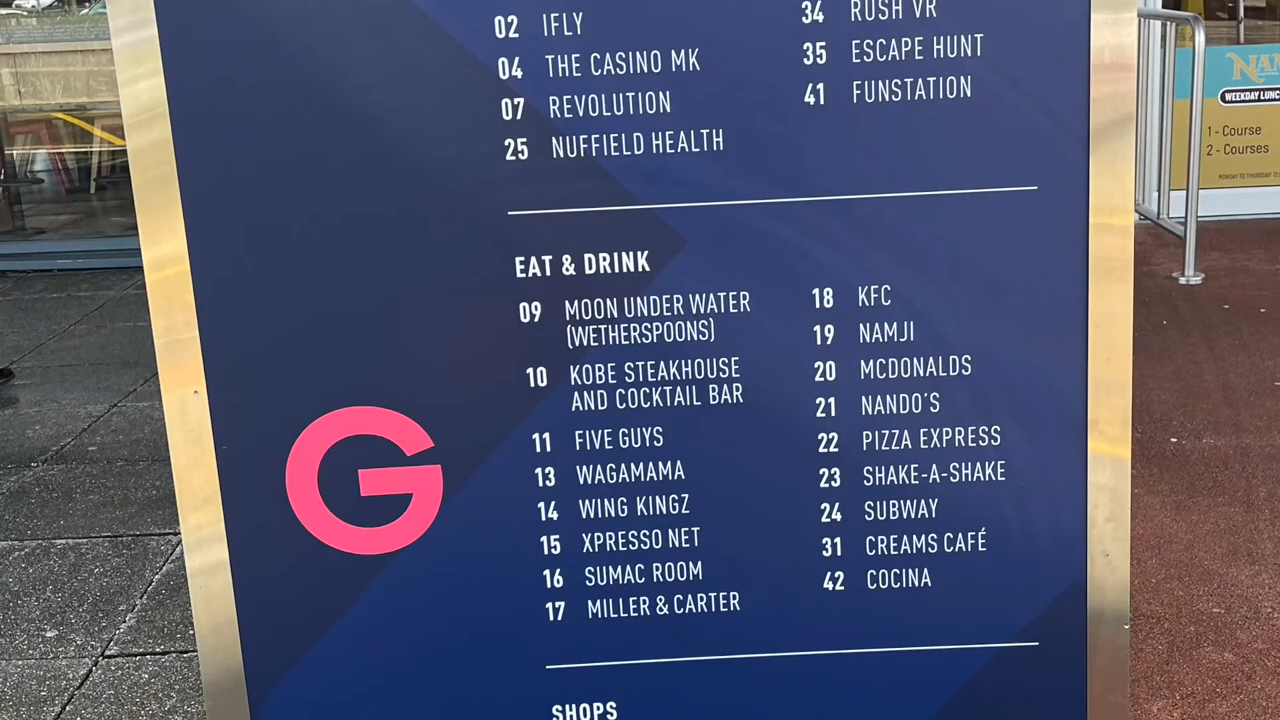 02 IFLY
04 THE CASINO MK
07 REVOLUTION
25 NUFFIELD HEALTH
34 RUSH VR
35 ESCAPE HUNT
41 FUNSTATION
EAT & DRINK
09 MOON UNDER WATER
(WETHERSPOONS)
10 KOBE STEAKHOUSE
AND COCKTAIL BAR
11 FIVE GUYS
13 WAGAMAMA
14 WING KINGZ
15 XPRESSO NET
16 SUMAC ROOM
17 MILLER & CARTER
18 KFC
19 NAMJI
20 MCDONALDS
21 NANDO'S
22 PIZZA EXPRESS
23 SHAKE-A-SHAKE
24 SUBWAY
31 CREAMS CAFÉ
42 COCINA
SHOPS
G
NAM
WEEKDAY LUNC
1 - Course
2 - Courses
MONDAY TO THURSDAY